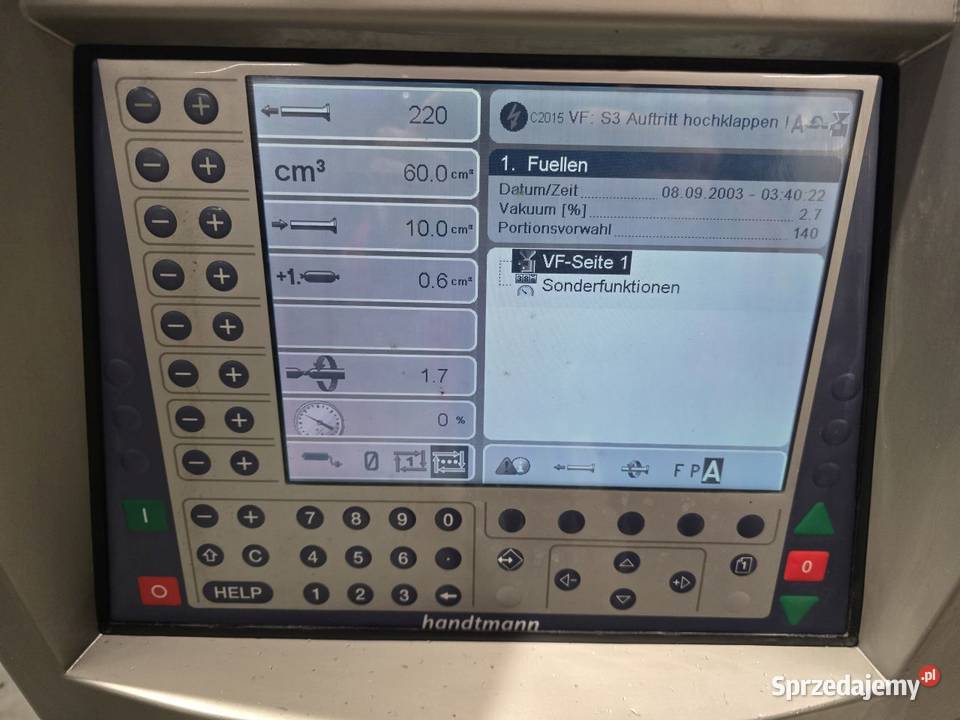 220
C2015 VF: S3 Auftritt hochklappen !
A
cm³ 60.0 cm³
1. Fuellen
Datum/Zeit 08.09.2003 - 03:40:22
Vakuum [%] 2.7
Portionsvorwahl 140
10.0 cm³
+1. 0.6 cm³
VF-Seite 1
Sonderfunktionen
1.7
0 %
0 1
F P A
7 8 9 0
C 4 5 6 .
HELP 1 2 3
I
O
1
0
handtmann
Sprzedajemy.pl